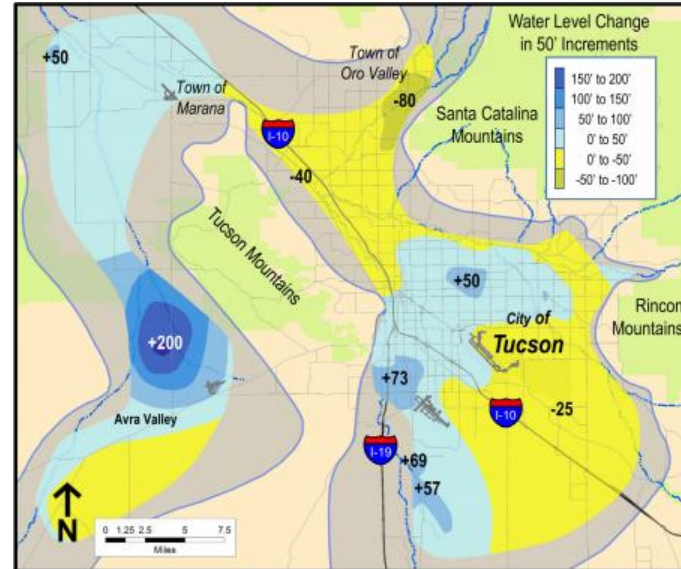 Water Level Change
in 50' Increments
150' to 200'
100' to 150'
50' to 100'
0' to 50'
0' to -50'
-50' to -100'
+50
Town of
Marana
Town of
Oro Valley
-80
Santa Catalina
Mountains
I-10
-40
Tucson Mountains
+50
City of
Tucson
Rincon
Mountains
+200
+73
Avra Valley
I-10
-25
I-19
+69
+57
N
0 1.25 2.5 5 7.5
Miles